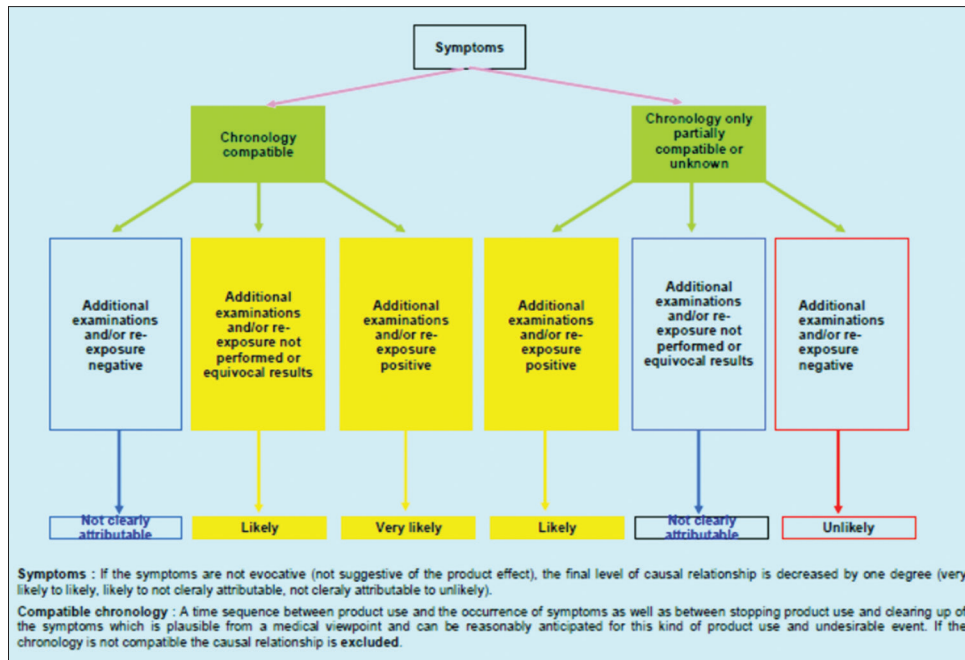 Symptoms
Chronology
compatible
Chronology only
partially
compatible or
unknown
Additional
examinations
and/or re-
exposure
negative
Additional
examinations
and/or re-
exposure not
performed or
equivocal results
Additional
examinations
and/or re-
exposure
positive
Additional
examinations
and/or re-
exposure
positive
Additional
examinations
and/or re-
exposure not
performed or
equivocal results
Additional
examinations
and/or re-
exposure
negative
Not clearly
attributable
Likely
Very likely
Likely
Not clearly
attributable
Unlikely
Symptoms : If the symptoms are not evocative (not suggestive of the product effect), the final level of causal relationship is decreased by one degree (very
likely to likely, likely to not cleraly attributable, not cleraly attributable to unlikely).
Compatible chronology : A time sequence between product use and the occurrence of symptoms as well as between stopping product use and clearing up of
the symptoms which is plausible from a medical viewpoint and can be reasonably anticipated for this kind of product use and undesirable event. If the
chronology is not compatible the causal relationship is excluded.